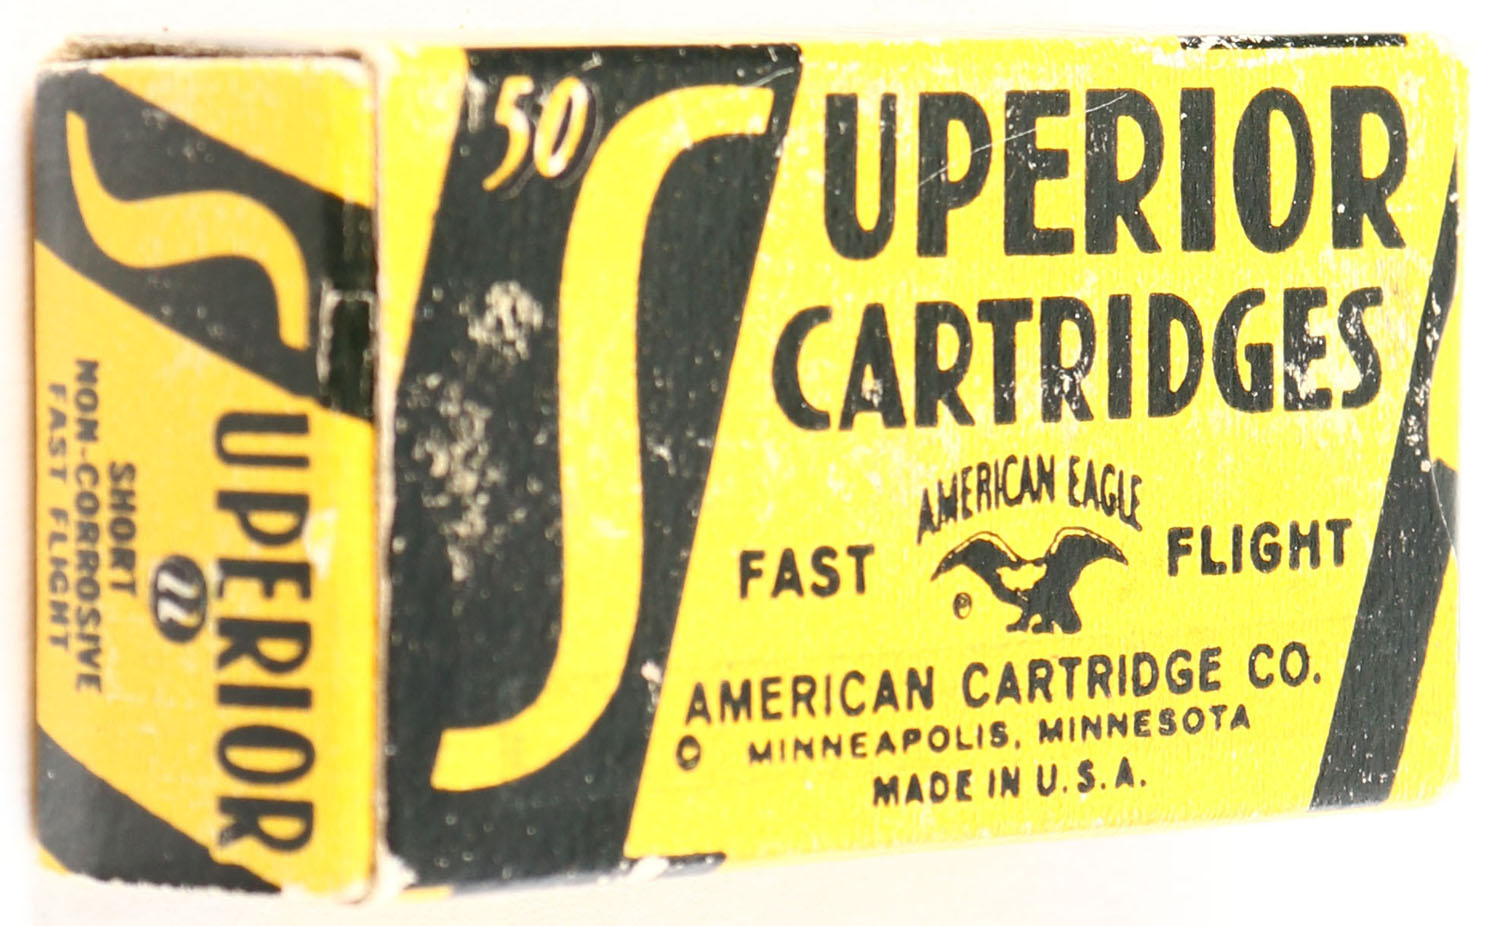 50
SUPERIOR
CARTRIDGES
AMERICAN EAGLE
FAST FLIGHT
AMERICAN CARTRIDGE CO.
MINNEAPOLIS, MINNESOTA
MADE IN U.S.A.
SUPERIOR
22
SHORT
NON-CORROSIVE
FAST FLIGHT